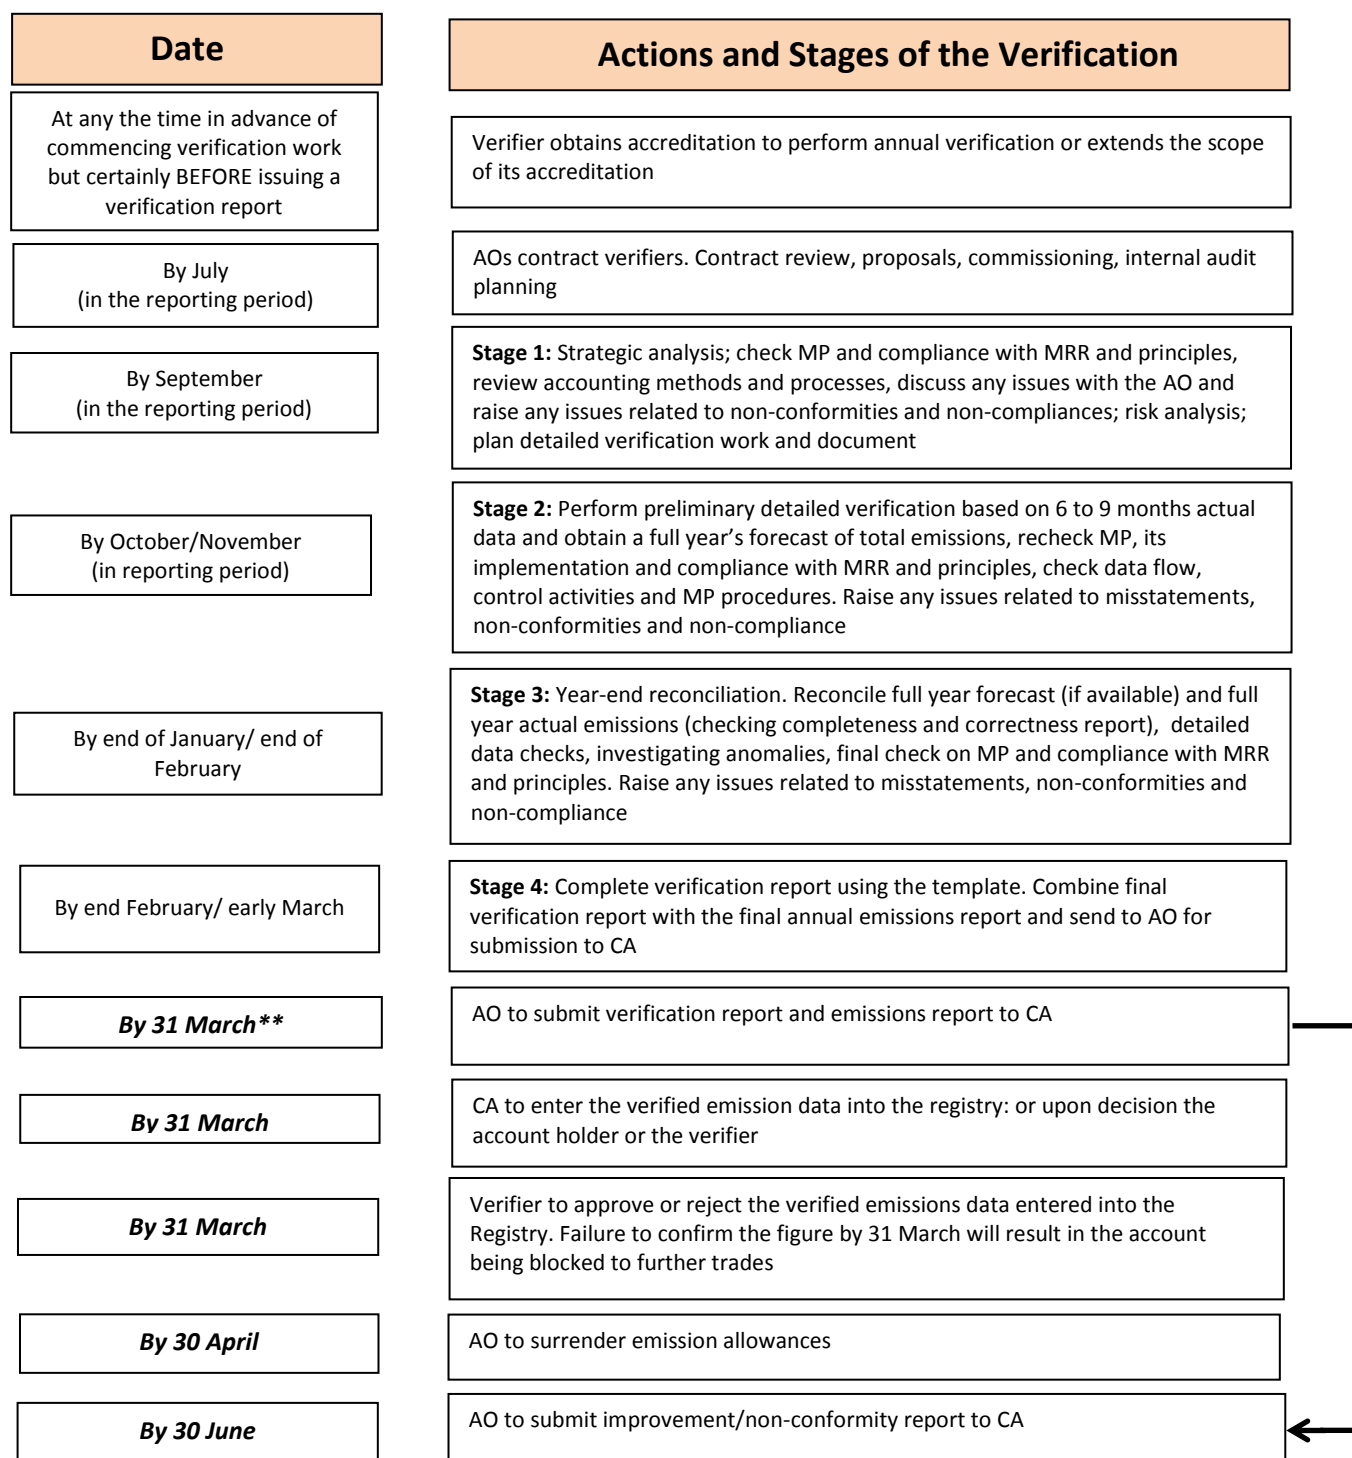 Date
Actions and Stages of the Verification
At any the time in advance of
commencing verification work
but certainly BEFORE issuing a
verification report
Verifier obtains accreditation to perform annual verification or extends the scope
of its accreditation
By July
(in the reporting period)
AOs contract verifiers. Contract review, proposals, commissioning, internal audit
planning
By September
(in the reporting period)
Stage 1: Strategic analysis; check MP and compliance with MRR and principles,
review accounting methods and processes, discuss any issues with the AO and
raise any issues related to non-conformities and non-compliances; risk analysis;
plan detailed verification work and document
By October/November
(in reporting period)
Stage 2: Perform preliminary detailed verification based on 6 to 9 months actual
data and obtain a full year’s forecast of total emissions, recheck MP, its
implementation and compliance with MRR and principles, check data flow,
control activities and MP procedures. Raise any issues related to misstatements,
non-conformities and non-compliance
By end of January/ end of
February
Stage 3: Year-end reconciliation. Reconcile full year forecast (if available) and full
year actual emissions (checking completeness and correctness report), detailed
data checks, investigating anomalies, final check on MP and compliance with MRR
and principles. Raise any issues related to misstatements, non-conformities and
non-compliance
By end February/ early March
Stage 4: Complete verification report using the template. Combine final
verification report with the final annual emissions report and send to AO for
submission to CA
By 31 March**
AO to submit verification report and emissions report to CA
By 31 March
CA to enter the verified emission data into the registry: or upon decision the
account holder or the verifier
By 31 March
Verifier to approve or reject the verified emissions data entered into the
Registry. Failure to confirm the figure by 31 March will result in the account
being blocked to further trades
By 30 April
AO to surrender emission allowances
By 30 June
AO to submit improvement/non-conformity report to CA